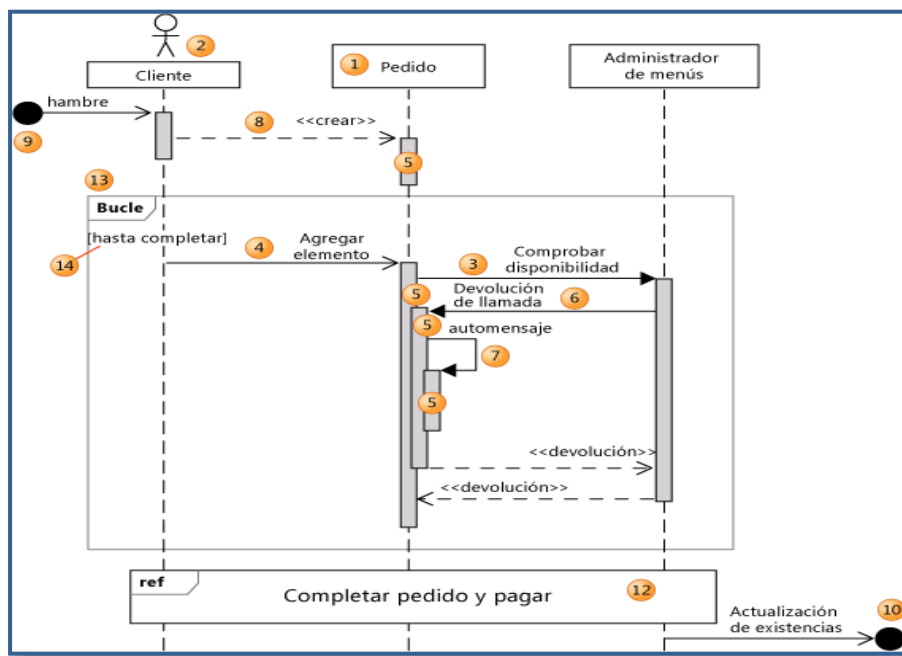 2
1
Cliente
Pedido
Administrador
de menús
hambre
9
8
<<crear>>
5
13
Bucle
[hasta completar]
14
4
Agregar
elemento
3
Comprobar
disponibilidad
5
Devolución
de llamada
6
5
automensaje
7
5
<<devolución>>
<<devolución>>
ref
Completar pedido y pagar
12
Actualización
de existencias
10